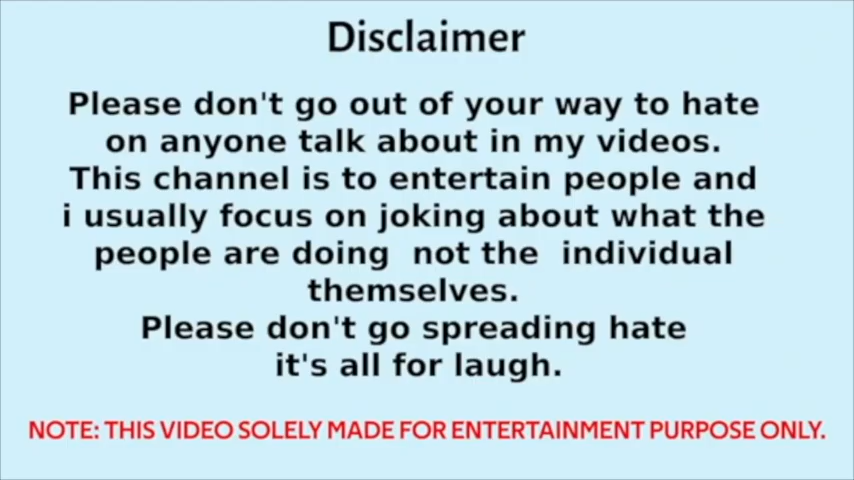 Disclaimer
Please don't go out of your way to hate
on anyone talk about in my videos.
This channel is to entertain people and
i usually focus on joking about what the
people are doing  not the  individual
themselves.
Please don't go spreading hate
it's all for laugh.
NOTE: THIS VIDEO SOLELY MADE FOR ENTERTAINMENT PURPOSE ONLY.